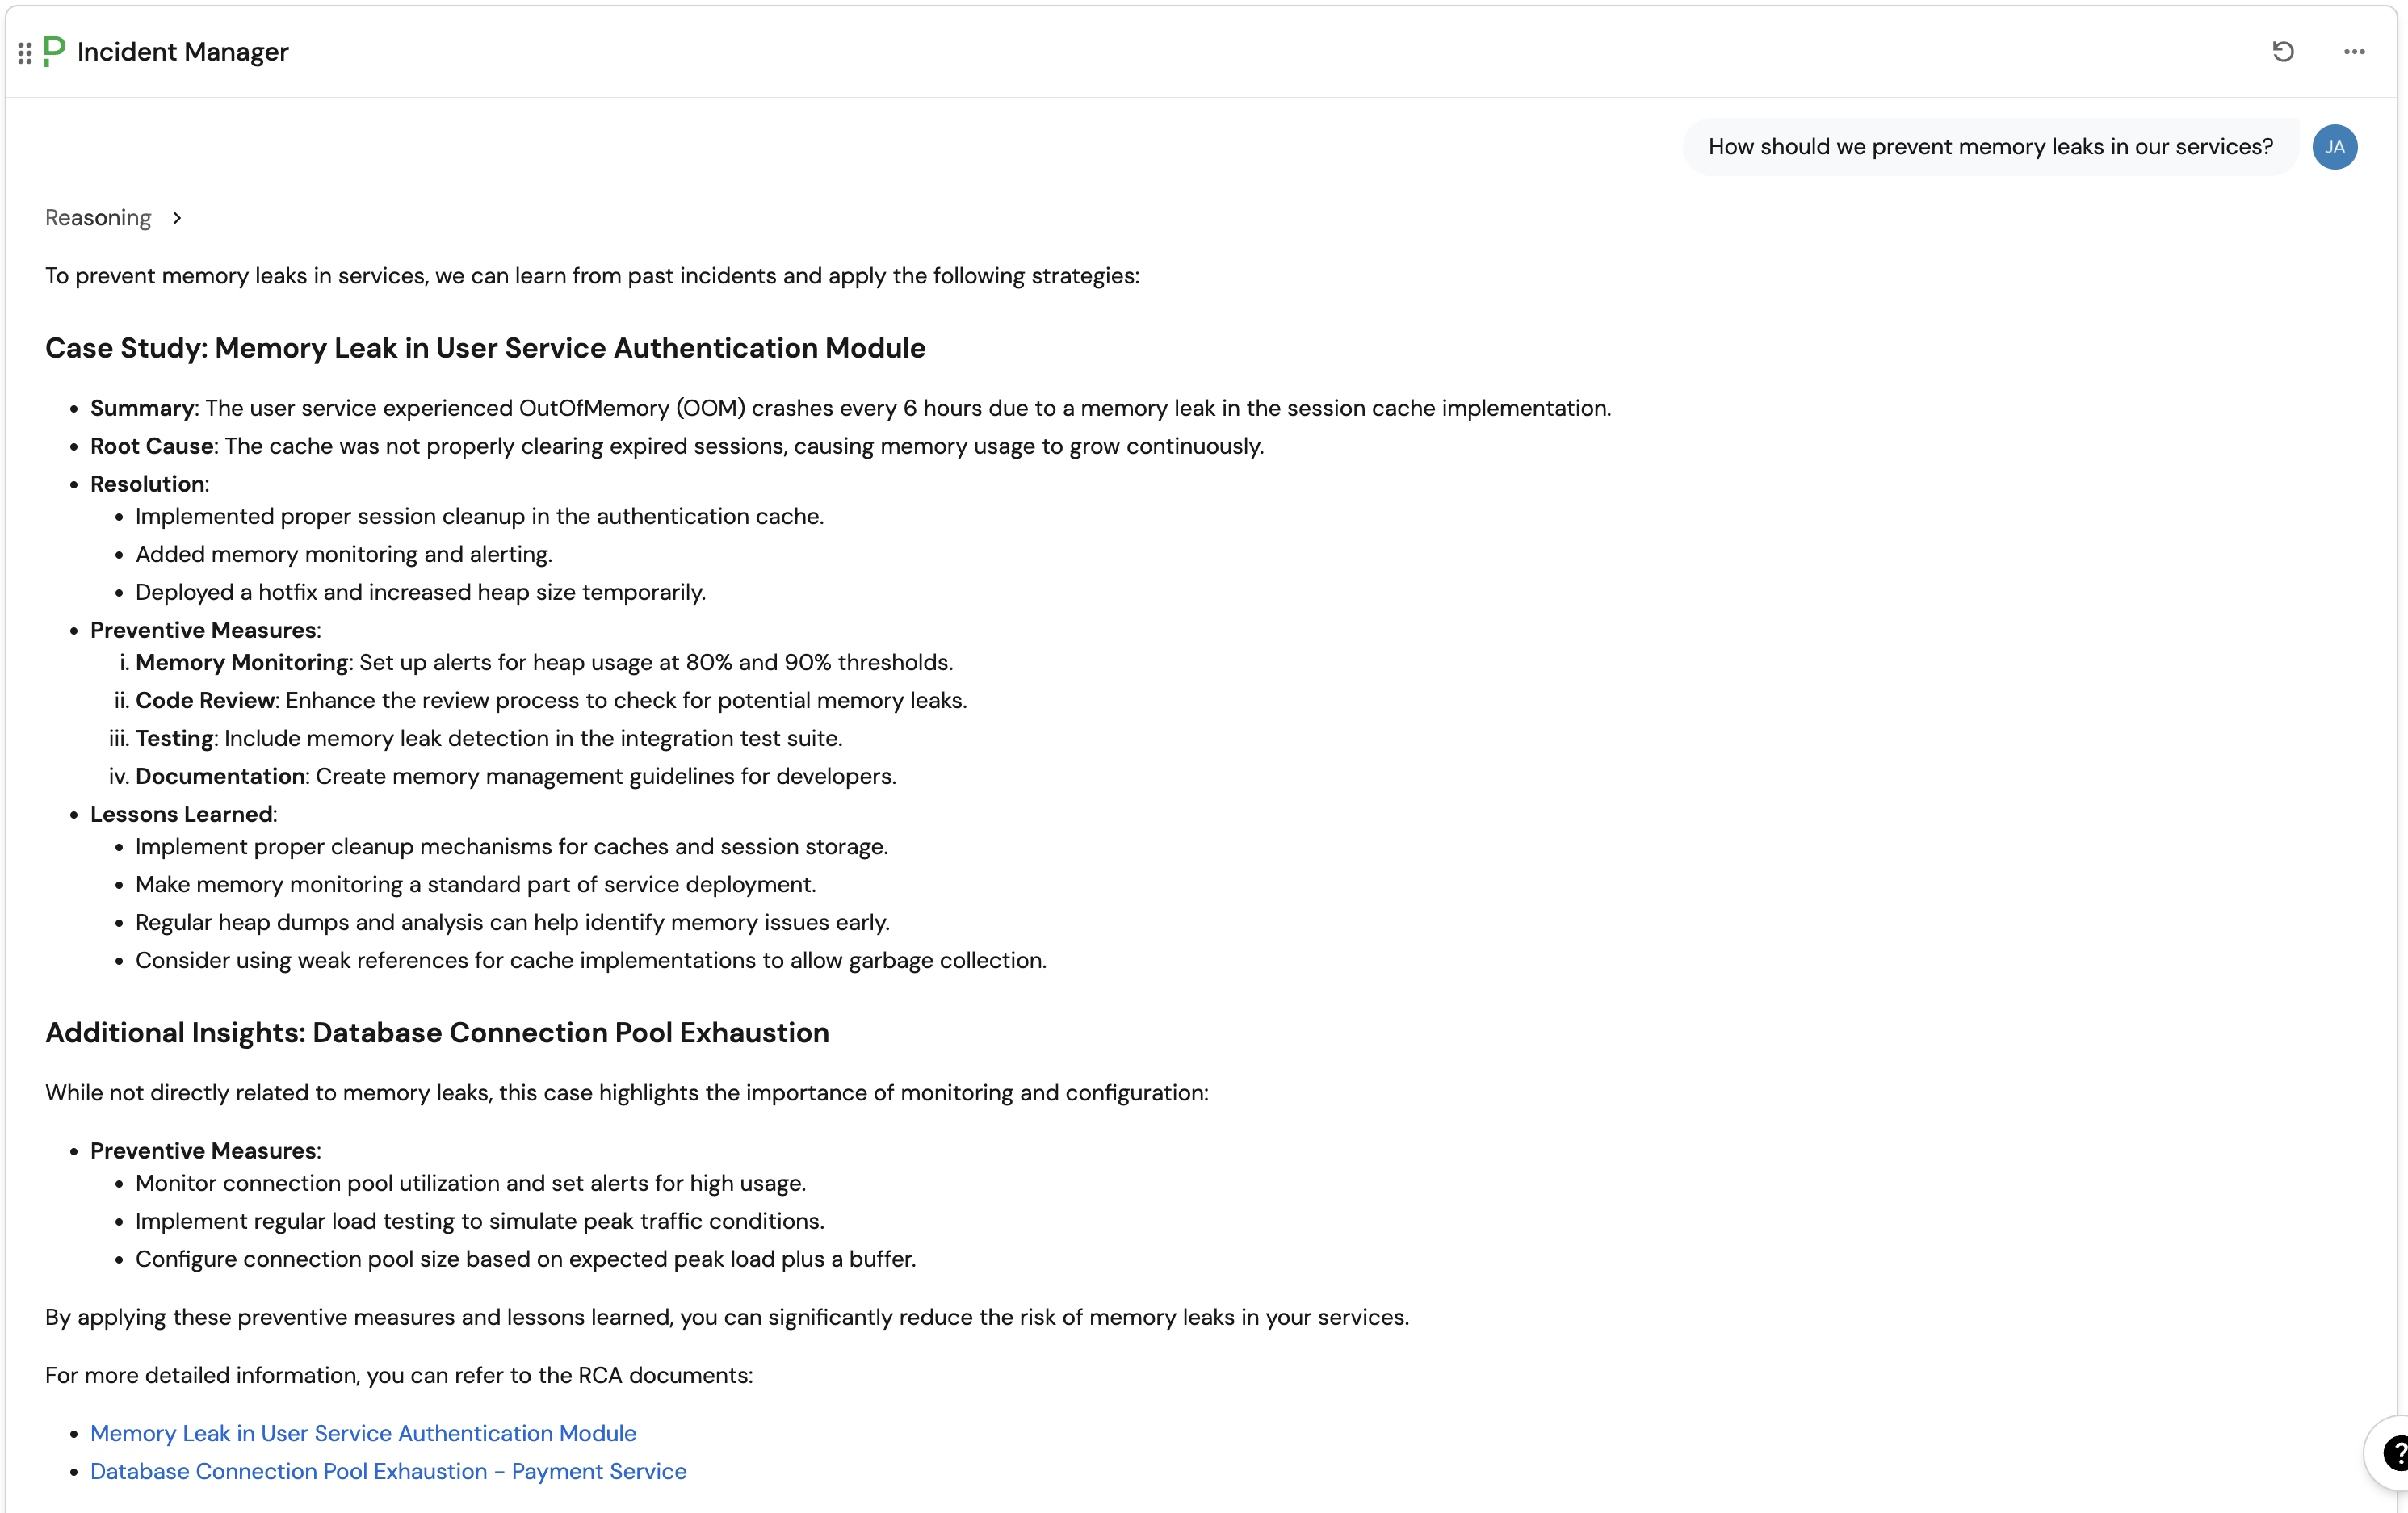 Incident Manager
How should we prevent memory leaks in our services?
JA
Reasoning
To prevent memory leaks in services, we can learn from past incidents and apply the following strategies:
Case Study: Memory Leak in User Service Authentication Module
• Summary: The user service experienced OutOfMemory (OOM) crashes every 6 hours due to a memory leak in the session cache implementation.
• Root Cause: The cache was not properly clearing expired sessions, causing memory usage to grow continuously.
• Resolution:
• Implemented proper session cleanup in the authentication cache.
• Added memory monitoring and alerting.
• Deployed a hotfix and increased heap size temporarily.
• Preventive Measures:
i. Memory Monitoring: Set up alerts for heap usage at 80% and 90% thresholds.
ii. Code Review: Enhance the review process to check for potential memory leaks.
iii. Testing: Include memory leak detection in the integration test suite.
iv. Documentation: Create memory management guidelines for developers.
• Lessons Learned:
• Implement proper cleanup mechanisms for caches and session storage.
• Make memory monitoring a standard part of service deployment.
• Regular heap dumps and analysis can help identify memory issues early.
• Consider using weak references for cache implementations to allow garbage collection.
Additional Insights: Database Connection Pool Exhaustion
While not directly related to memory leaks, this case highlights the importance of monitoring and configuration:
• Preventive Measures:
• Monitor connection pool utilization and set alerts for high usage.
• Implement regular load testing to simulate peak traffic conditions.
• Configure connection pool size based on expected peak load plus a buffer.
By applying these preventive measures and lessons learned, you can significantly reduce the risk of memory leaks in your services.
For more detailed information, you can refer to the RCA documents:
• Memory Leak in User Service Authentication Module
• Database Connection Pool Exhaustion - Payment Service
?